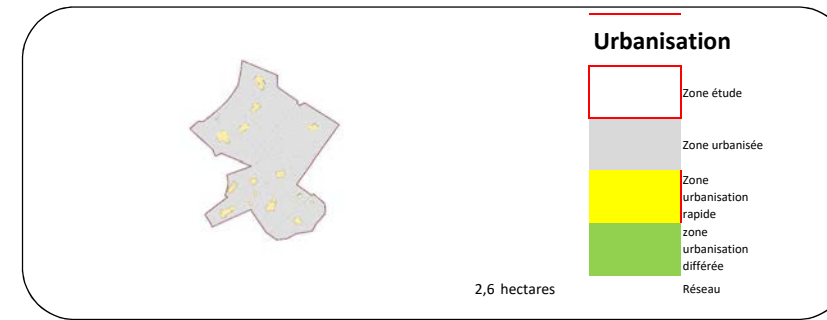 Urbanisation
Zone étude
Zone urbanisée
Zone
urbanisation
rapide
zone
urbanisation
différée
2,6 hectares
Réseau